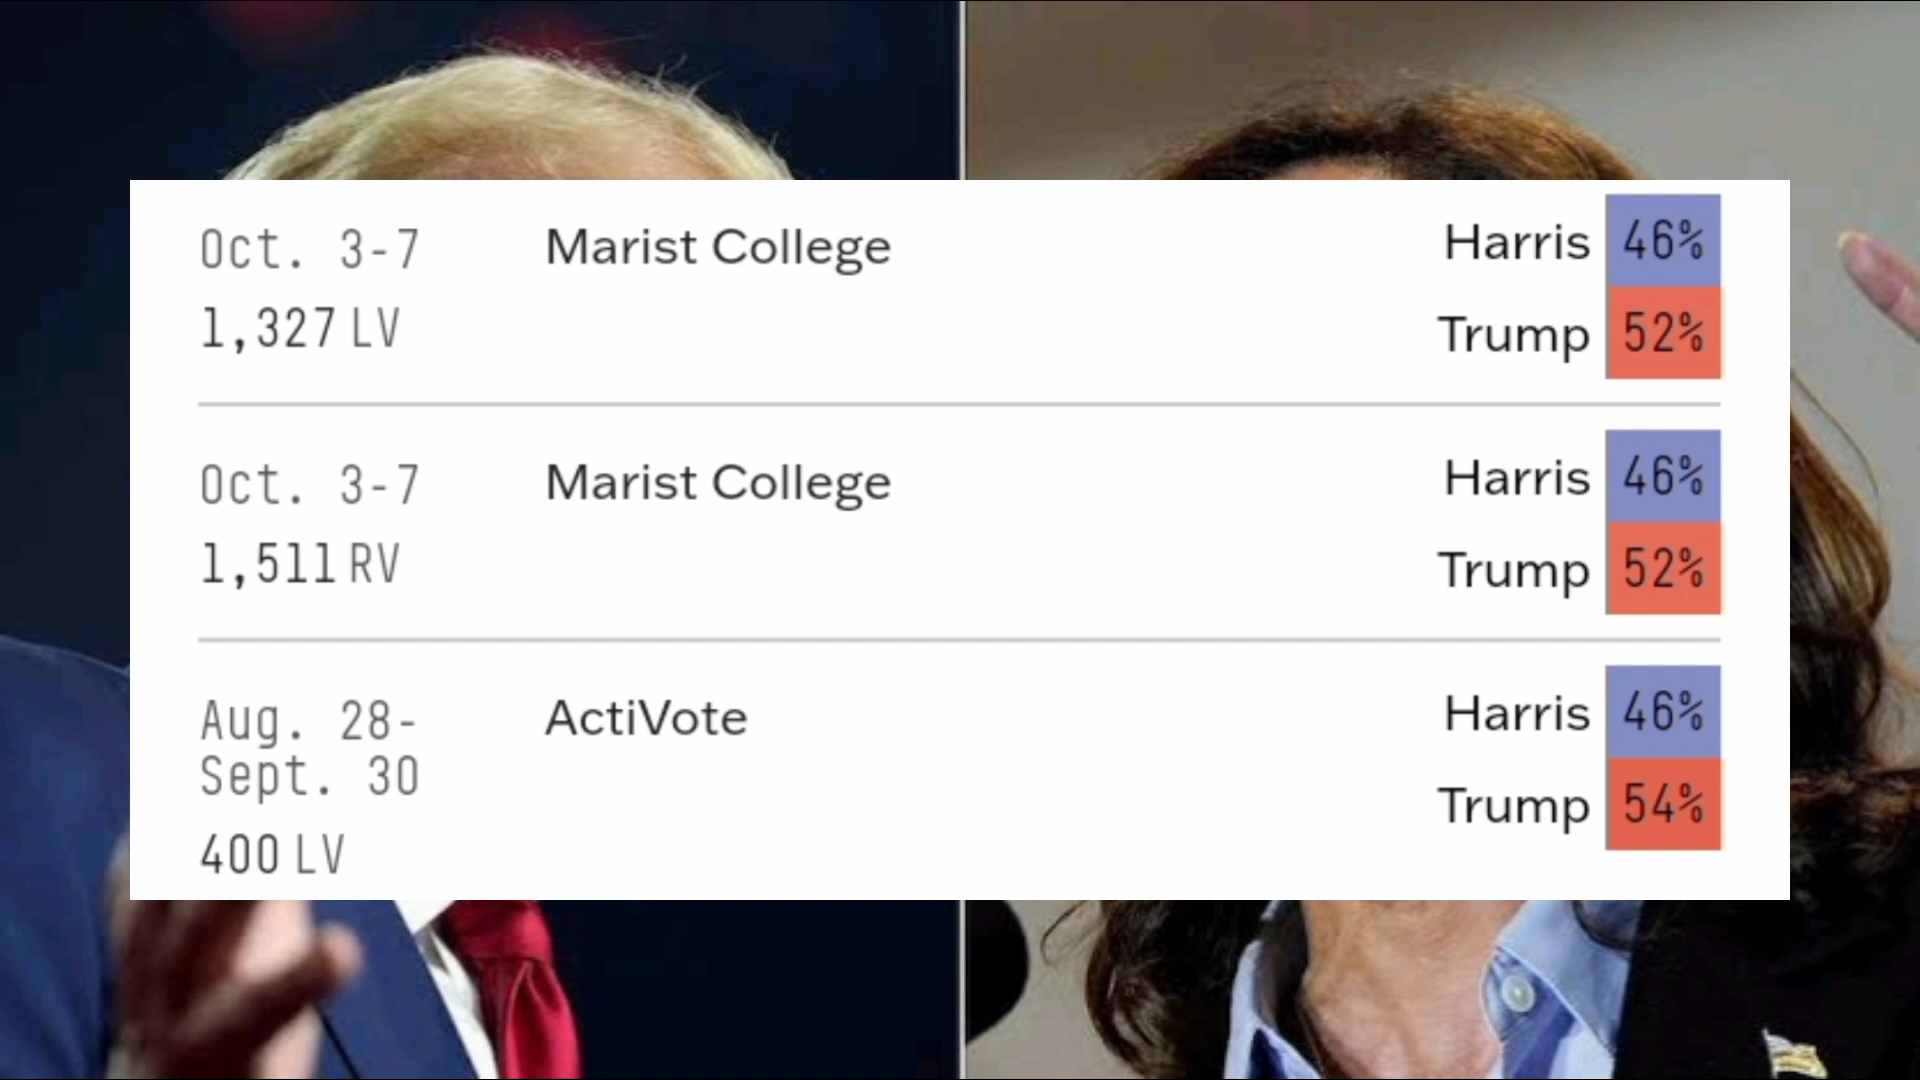 Oct. 3-7 Marist College Harris 46%
1,327 LV Trump 52%
Oct. 3-7 Marist College Harris 46%
1,511 RV Trump 52%
Aug. 28- ActiVote Harris 46%
Sept. 30 Trump 54%
400 LV